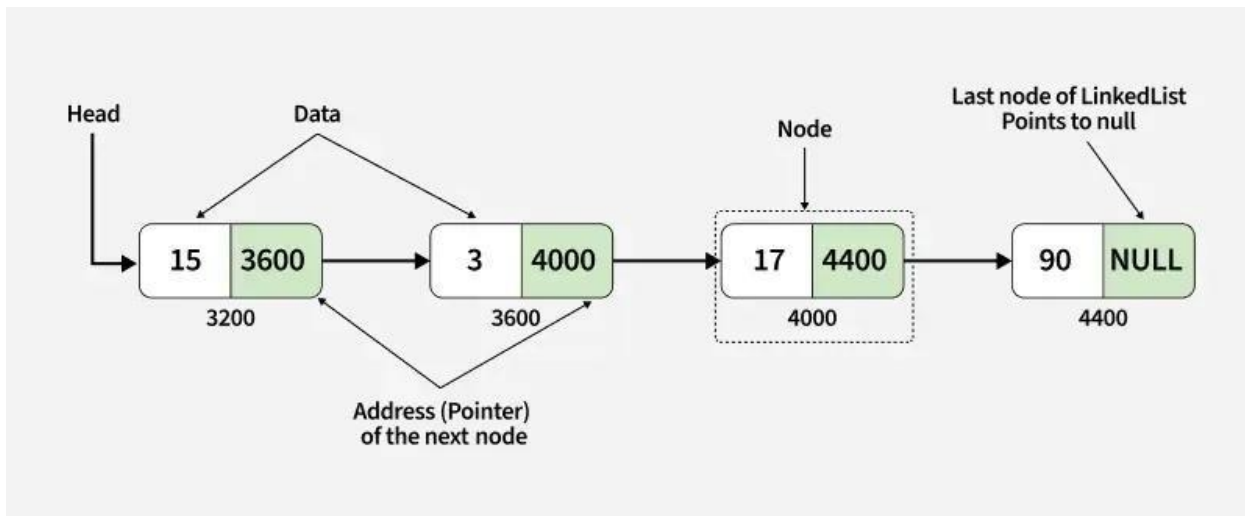 Head
Data
Node
Last node of LinkedList
Points to null
15 3600
3 4000
17 4400
90 NULL
3200
3600
4000
4400
Address (Pointer)
of the next node